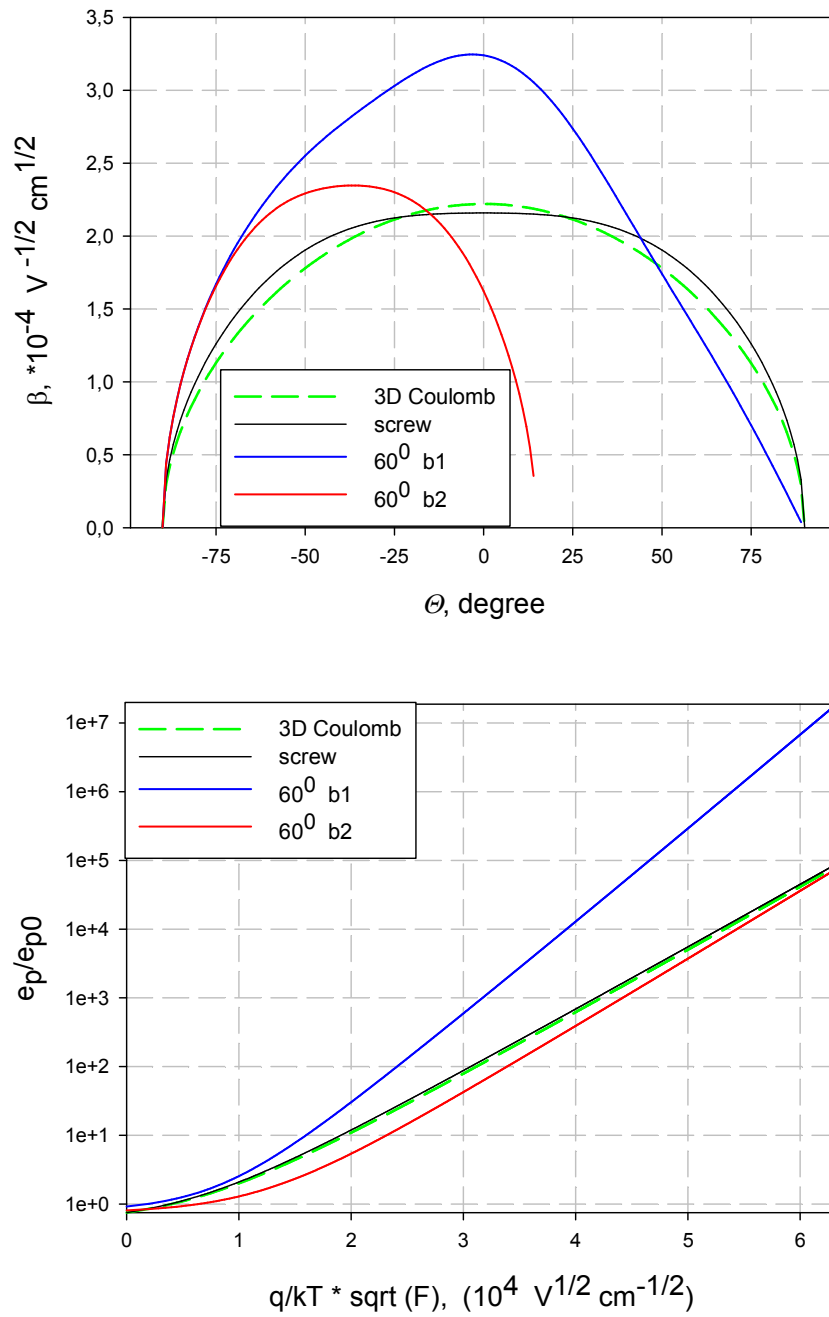 3,5
3,0
2,5
2,0
1,5
1,0
0,5
0,0
β, *10-4 V-1/2 cm1/2
3D Coulomb
screw
600 b1
600 b2
-75 -50 -25 0 25 50 75
Θ, degree
3D Coulomb
screw
600 b1
600 b2
1e+7
1e+6
1e+5
1e+4
1e+3
1e+2
1e+1
1e+0
ep/ep0
0 1 2 3 4 5 6
q/kT * sqrt (F), (104 V1/2 cm-1/2)